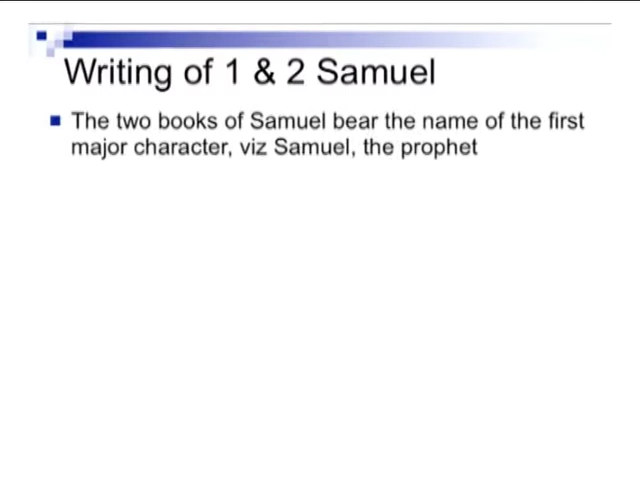 Writing of 1 & 2 Samuel
The two books of Samuel bear the name of the first
major character, viz Samuel, the prophet